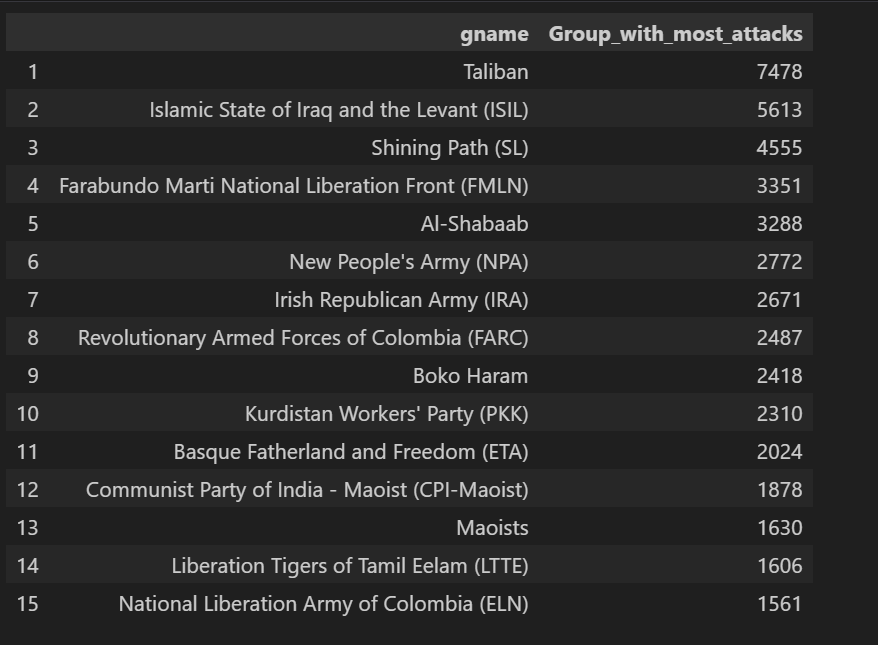 gname Group_with_most_attacks
1 Taliban 7478
2 Islamic State of Iraq and the Levant (ISIL) 5613
3 Shining Path (SL) 4555
4 Farabundo Marti National Liberation Front (FMLN) 3351
5 Al-Shabaab 3288
6 New People's Army (NPA) 2772
7 Irish Republican Army (IRA) 2671
8 Revolutionary Armed Forces of Colombia (FARC) 2487
9 Boko Haram 2418
10 Kurdistan Workers' Party (PKK) 2310
11 Basque Fatherland and Freedom (ETA) 2024
12 Communist Party of India - Maoist (CPI-Maoist) 1878
13 Maoists 1630
14 Liberation Tigers of Tamil Eelam (LTTE) 1606
15 National Liberation Army of Colombia (ELN) 1561